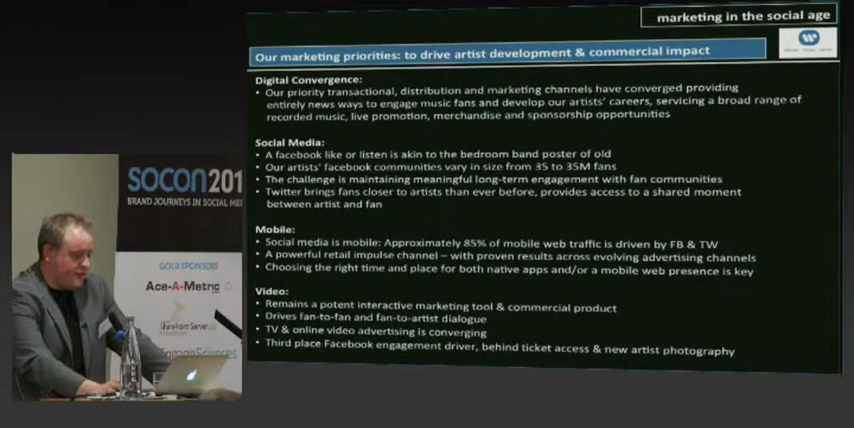 marketing in the social age
Our marketing priorities: to drive artist development & commercial impact
Digital Convergence:
• Our priority transactional, distribution and marketing channels have converged providing
entirely news ways to engage music fans and develop our artists' careers, servicing a broad range of
recorded music, live promotion, merchandise and sponsorship opportunities
Social Media:
• A facebook like or listen is akin to the bedroom band poster of old
• Our artists' facebook communities vary in size from 35 to 35M fans
• The challenge is maintaining meaningful long-term engagement with fan communities
• Twitter brings fans closer to artists than ever before, provides access to a shared moment
between artist and fan
Mobile:
• Social media is mobile: Approximately 85% of mobile web traffic is driven by FB & TW
• A powerful retail impulse channel – with proven results across evolving advertising channels
• Choosing the right time and place for both native apps and/or a mobile web presence is key
Video:
• Remains a potent interactive marketing tool & commercial product
• Drives fan-to-fan and fan-to-artist dialogue
• TV & online video advertising is converging
• Third place Facebook engagement driver, behind ticket access & new artist photography
SOCON201
BRAND JOURNEYS IN SOCIAL ME
GOLD SPONSORS
Ace-A-Metric
EngageSciences